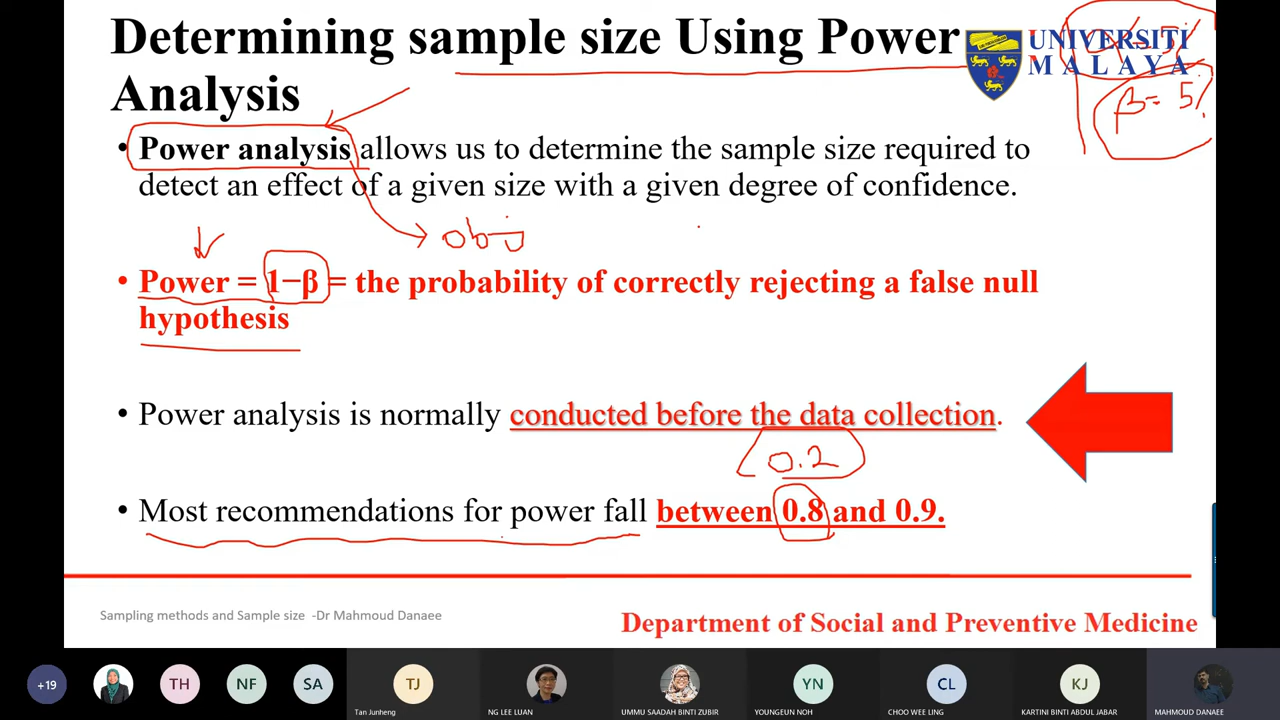 Determining sample size Using Power
Analysis
UNIVERSITI
MALAYA
5%
β = 5%
• Power analysis allows us to determine the sample size required to
detect an effect of a given size with a given degree of confidence.
obj
• Power = 1−β = the probability of correctly rejecting a false null
hypothesis
• Power analysis is normally conducted before the data collection.
0.2
• Most recommendations for power fall between 0.8 and 0.9.
Sampling methods and Sample size -Dr Mahmoud Danaee
Department of Social and Preventive Medicine
+19
TH
NF
SA
TJ
YN
CL
KJ
Tan Junheng
NG LEE LUAN
UMMU SAADAH BINTI ZUBIR
YOUNGEUN NOH
CHOO WEE LING
KARTINI BINTI ABDUL JABAR
MAHMOUD DANAEE